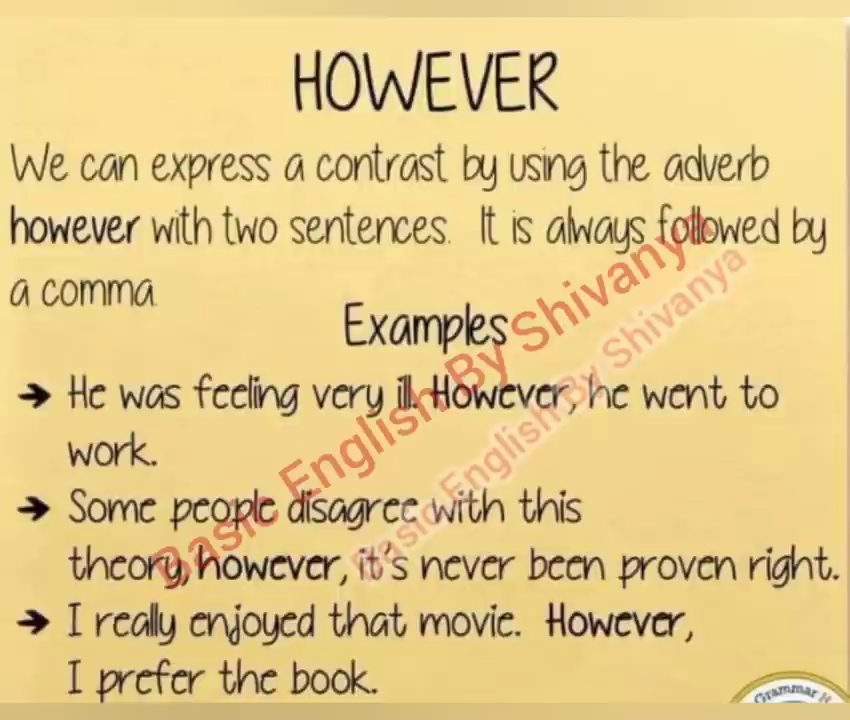 HOWEVER
We can express a contrast by using the adverb
however with two sentences. It is always followed by
a comma.
Examples
➔ He was feeling very ill. However, he went to
work.
➔ Some people disagree with this
theory, however, it's never been proven right.
➔ I really enjoyed that movie. However,
I prefer the book.
Basic English By Shivanya
Basic English By Shivanya
Grammar